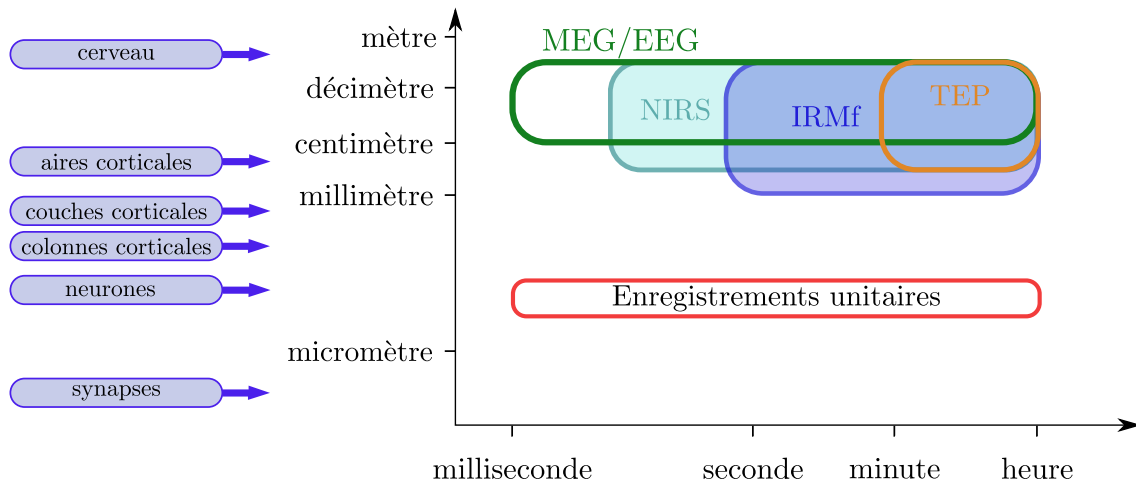 cerveau
aires corticales
couches corticales
colonnes corticales
neurones
synapses
mètre
décimètre
centimètre
millimètre
micromètre
MEG/EEG
NIRS
IRMf
TEP
Enregistrements unitaires
milliseconde
seconde
minute
heure